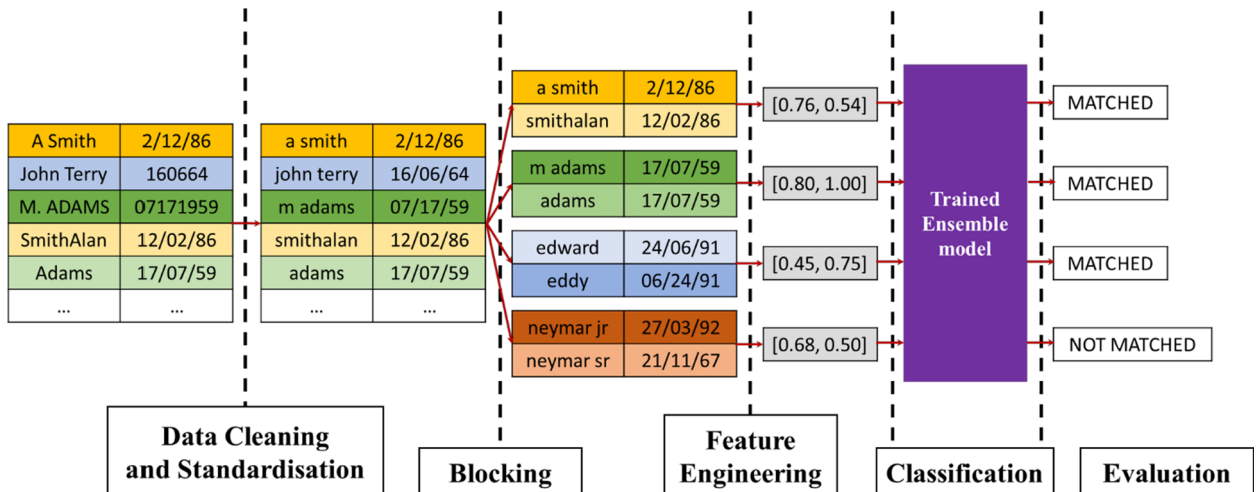 A Smith 2/12/86
John Terry 160664
M. ADAMS 07171959
SmithAlan 12/02/86
Adams 17/07/59
... ...
a smith 2/12/86
john terry 16/06/64
m adams 07/17/59
smithalan 12/02/86
adams 17/07/59
... ...
a smith 2/12/86
smithalan 12/02/86
m adams 17/07/59
adams 17/07/59
edward 24/06/91
eddy 06/24/91
neymar jr 27/03/92
neymar sr 21/11/67
[0.76, 0.54]
[0.80, 1.00]
[0.45, 0.75]
[0.68, 0.50]
Trained
Ensemble
model
MATCHED
MATCHED
MATCHED
NOT MATCHED
Data Cleaning
and Standardisation
Blocking
Feature
Engineering
Classification
Evaluation